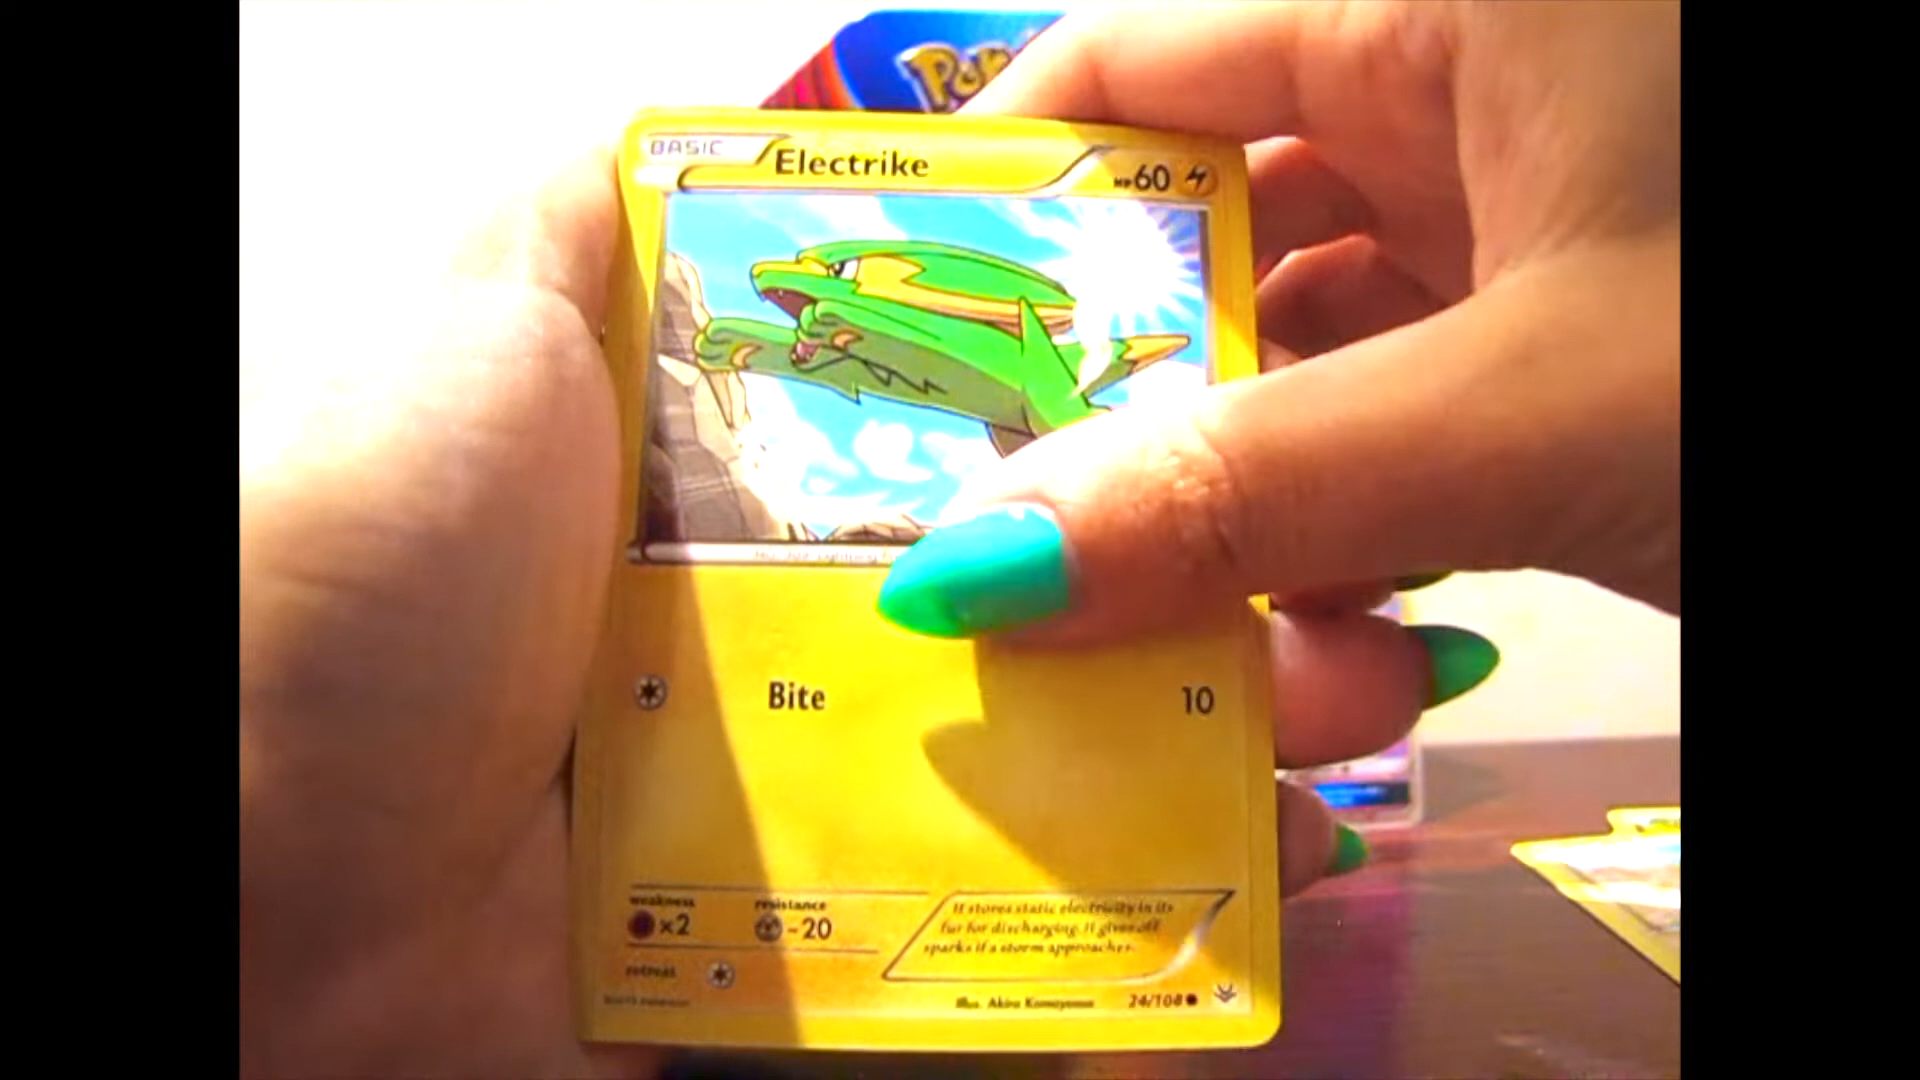 Pok
BASIC
Electrike
HP60
Bite
10
weakness
×2
resistance
-20
It stores static electricity in its
fur for discharging. It gives off
sparks if a storm approaches.
retreat
Illus. Akira Komayama
24/108